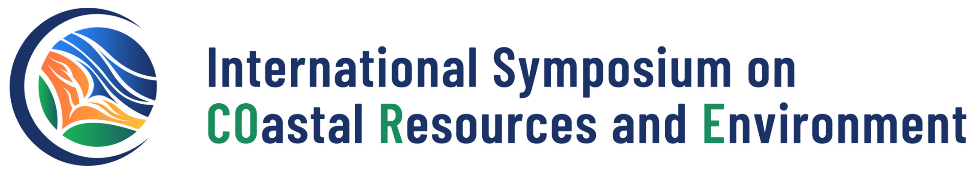 International Symposium on
COastal Resources and Environment